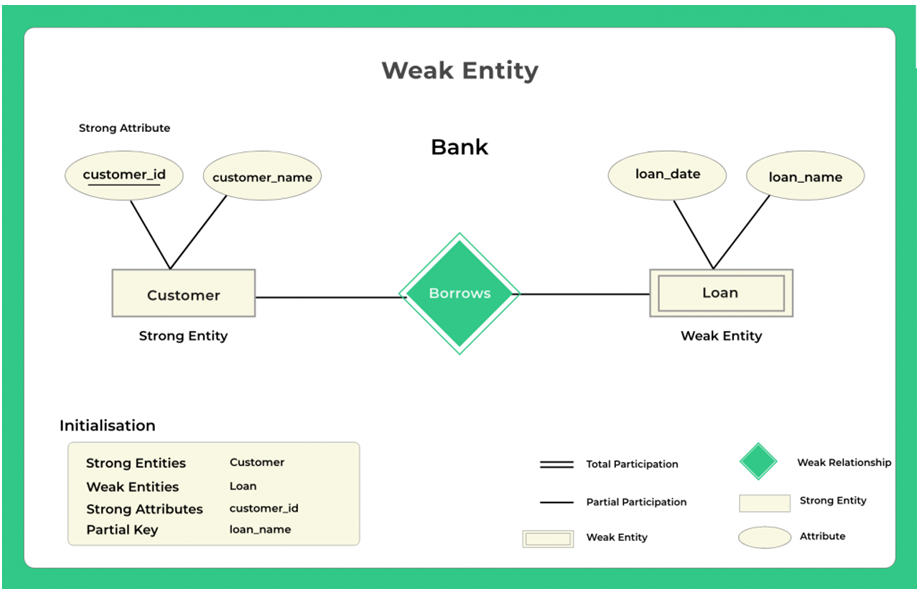 Weak Entity
Strong Attribute
Bank
customer_id
customer_name
loan_date
loan_name
Customer
Borrows
Loan
Strong Entity
Weak Entity
Initialisation
Strong Entities Customer
Weak Entities Loan
Strong Attributes customer_id
Partial Key loan_name
Total Participation
Weak Relationship
Partial Participation
Strong Entity
Weak Entity
Attribute